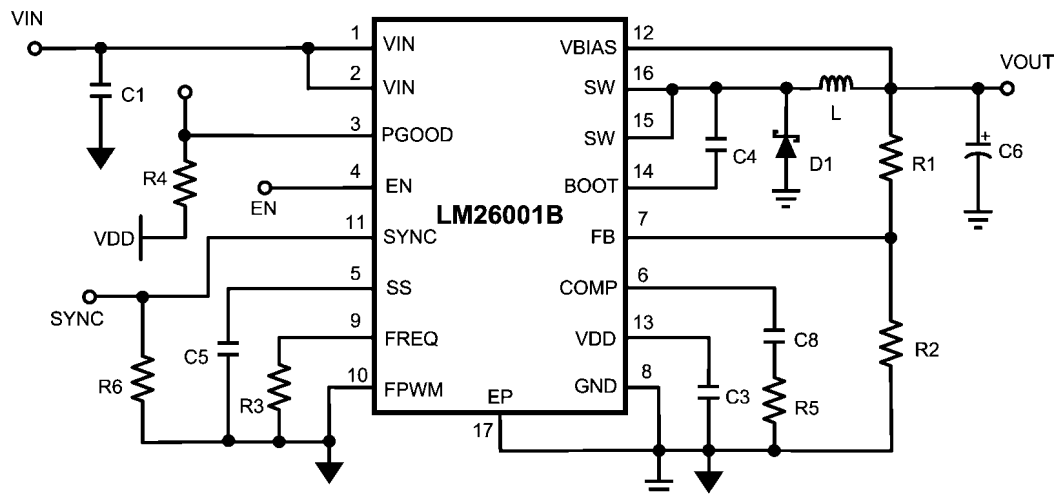 VIN
1
VIN
VBIAS
12
VOUT
2
VIN
SW
16
C1
L
3
PGOOD
SW
15
C4
D1
R1
+
C6
R4
4
EN
BOOT
14
EN
LM26001B
VDD
11
SYNC
FB
7
5
SS
COMP
6
SYNC
9
FREQ
VDD
13
C8
R2
C5
R6
R3
10
FPWM
GND
8
C3
R5
EP
17